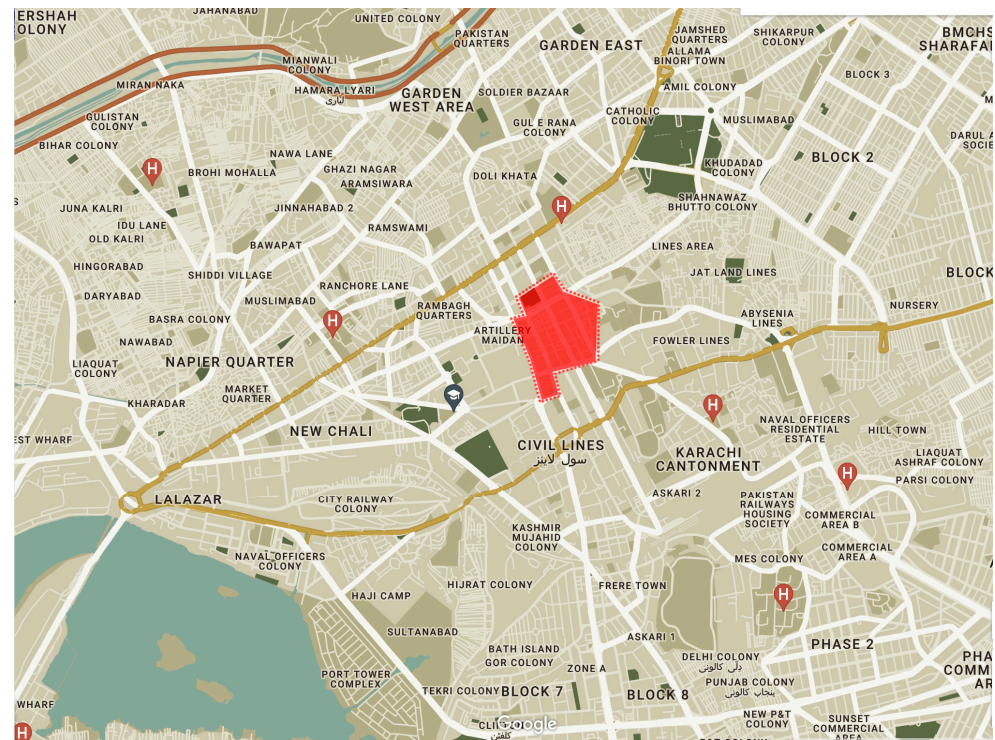 JAHANABAD
ERSHAH
OLONY
UNITED COLONY
PAKISTAN
QUARTERS
GARDEN EAST
JAMSHED
QUARTERS
SHIKARPUR
COLONY
BMCHS
SHARAFA
ALLAMA
BINORI TOWN
MIANWALI
COLONY
BLOCK 3
MIRAN NAKA
HAMARA LYARI
لیاری
GARDEN
WEST AREA
SOLDIER BAZAAR
AMIL COLONY
GULISTAN
COLONY
GUL E RANA
COLONY
CATHOLIC
COLONY
MUSLIMABAD
BIHAR COLONY
DARUL A
SOCIE
NAWA LANE
BLOCK 2
BROHI MOHALLA
GHAZI NAGAR
ARAMSIWARA
DOLI KHATA
KHUDADAD
COLONY
H
S
JUNA KALRI
JINNAHABAD 2
SHAHNAWAZ
BHUTTO COLONY
H
IDU LANE
OLD KALRI
RAMSWAMI
BAWAPAT
LINES AREA
HINGORABAD
SHIDDI VILLAGE
JAT LAND LINES
BLOCK
DARYABAD
MUSLIMABAD
RANCHORE LANE
RAMBAGH
QUARTERS
NURSERY
BASRA COLONY
H
ABYSENIA
LINES
NAWABAD
ARTILLERY
MAIDAN
FOWLER LINES
LIAQUAT
COLONY
NAPIER QUARTER
MARKET
QUARTER
KHARADAR
H
NEW CHALI
NAVAL OFFICERS
RESIDENTIAL
ESTATE
HILL TOWN
EST WHARF
CIVIL LINES
سول لاینز
KARACHI
CANTONMENT
LIAQUAT
ASHRAF COLONY
H
PARSI COLONY
LALAZAR
CITY RAILWAY
COLONY
ASKARI 2
PAKISTAN
RAILWAYS
HOUSING
SOCIETY
COMMERCIAL
AREA B
KASHMIR
MUJAHID
COLONY
NAVAL OFFICERS
COLONY
MES COLONY
COMMERCIAL
AREA A
HIJRAT COLONY
FRERE TOWN
HAJI CAMP
H
SULTANABAD
ASKARI 1
PHASE 2
BATH ISLAND
GOR COLONY
ZONE A
DELHI COLONY
دلّی کالونی
PHA
COMM
AR
PORT TOWER
COMPLEX
TEKRI COLONY
BLOCK 7
BLOCK 8
PUNJAB COLONY
پنجاب کالونی
WHARF
H
Google
کلفٹن
NEW P&T
COLONY
SUNSET
COMMERCIAL
AREA